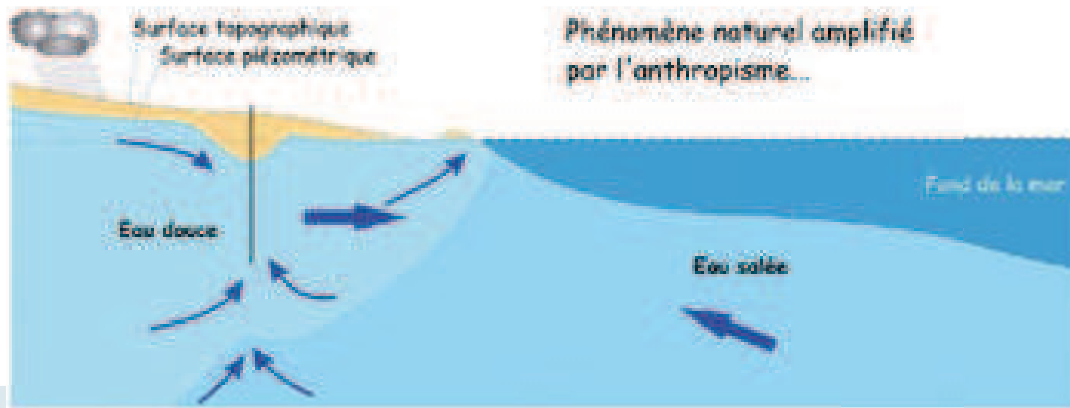 Surface topographique
Surface piézométrique
Phénomène naturel amplifié
par l'anthropisme...
Fond de la mer
Eau douce
Eau salée